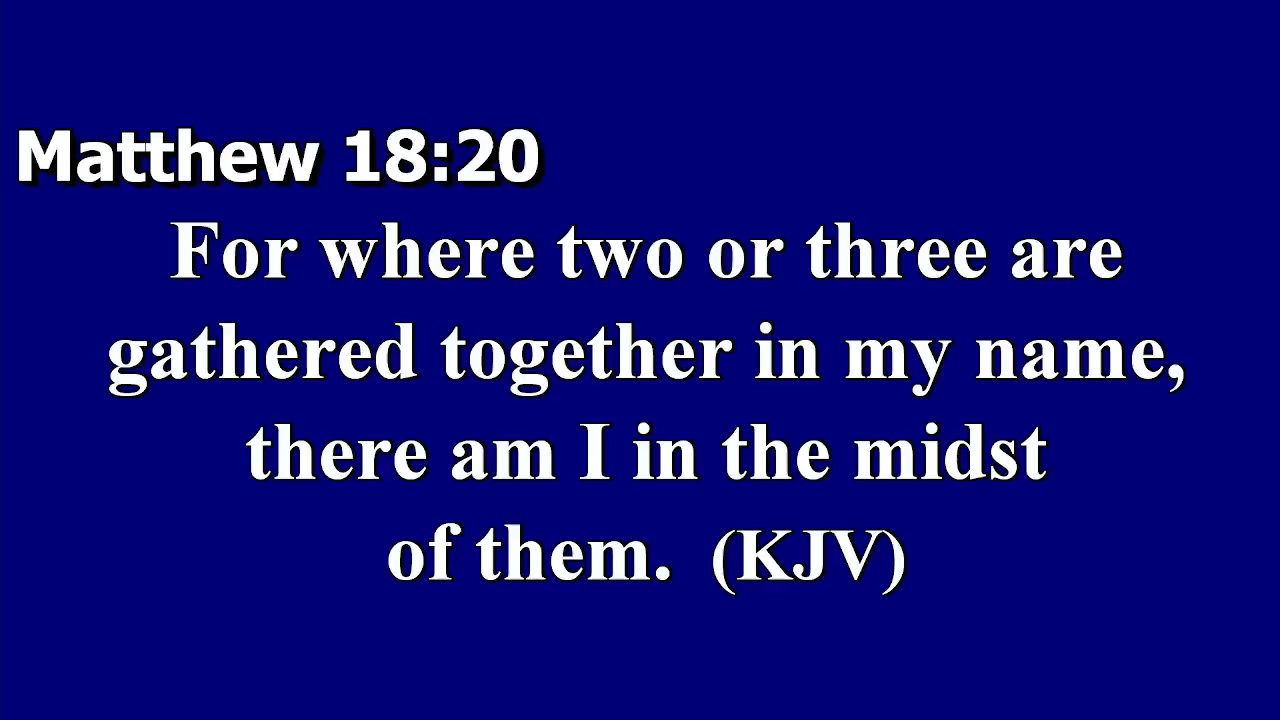 Matthew 18:20
For where two or three are
gathered together in my name,
there am I in the midst
of them. (KJV)